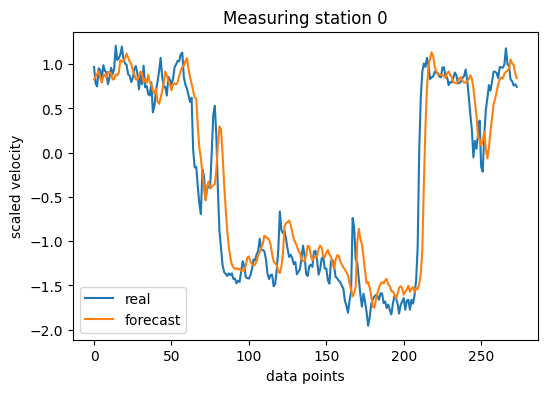 Measuring station 0
scaled velocity
1.0
0.5
0.0
−0.5
−1.0
−1.5
−2.0
real
forecast
0 50 100 150 200 250
data points